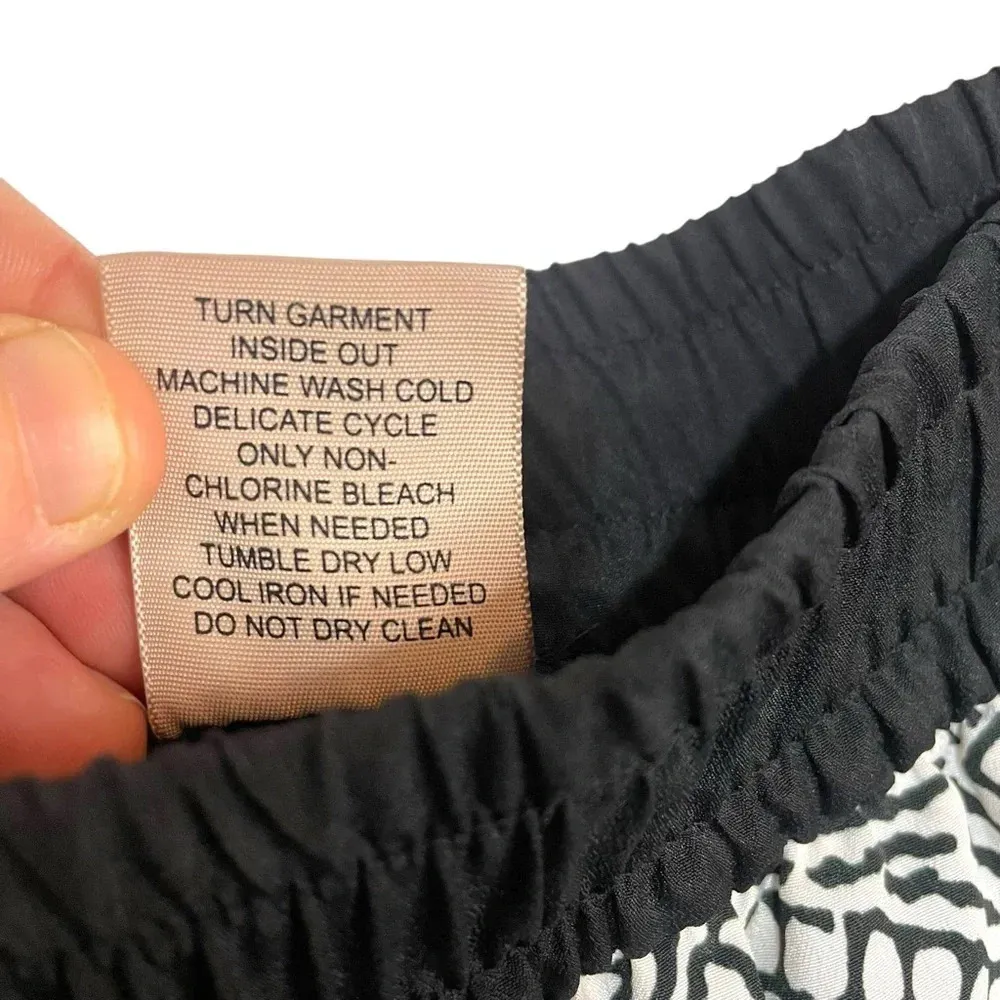 TURN GARMENT
INSIDE OUT
MACHINE WASH COLD
DELICATE CYCLE
ONLY NON-
CHLORINE BLEACH
WHEN NEEDED
TUMBLE DRY LOW
COOL IRON IF NEEDED
DO NOT DRY CLEAN